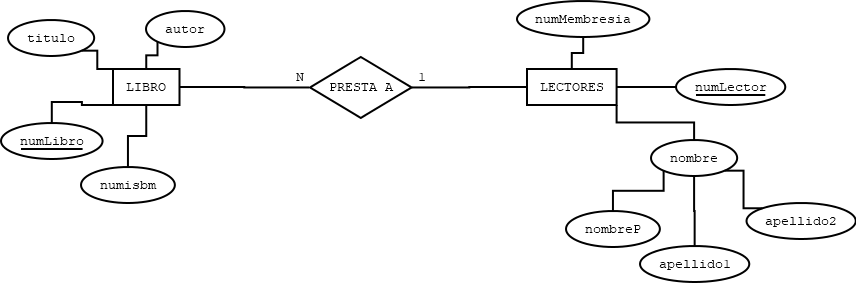 numMembresia
titulo
autor
LIBRO
N
PRESTA A
1
LECTORES
numLector
numLibro
nombre
numisbm
nombreP
apellido2
apellido1